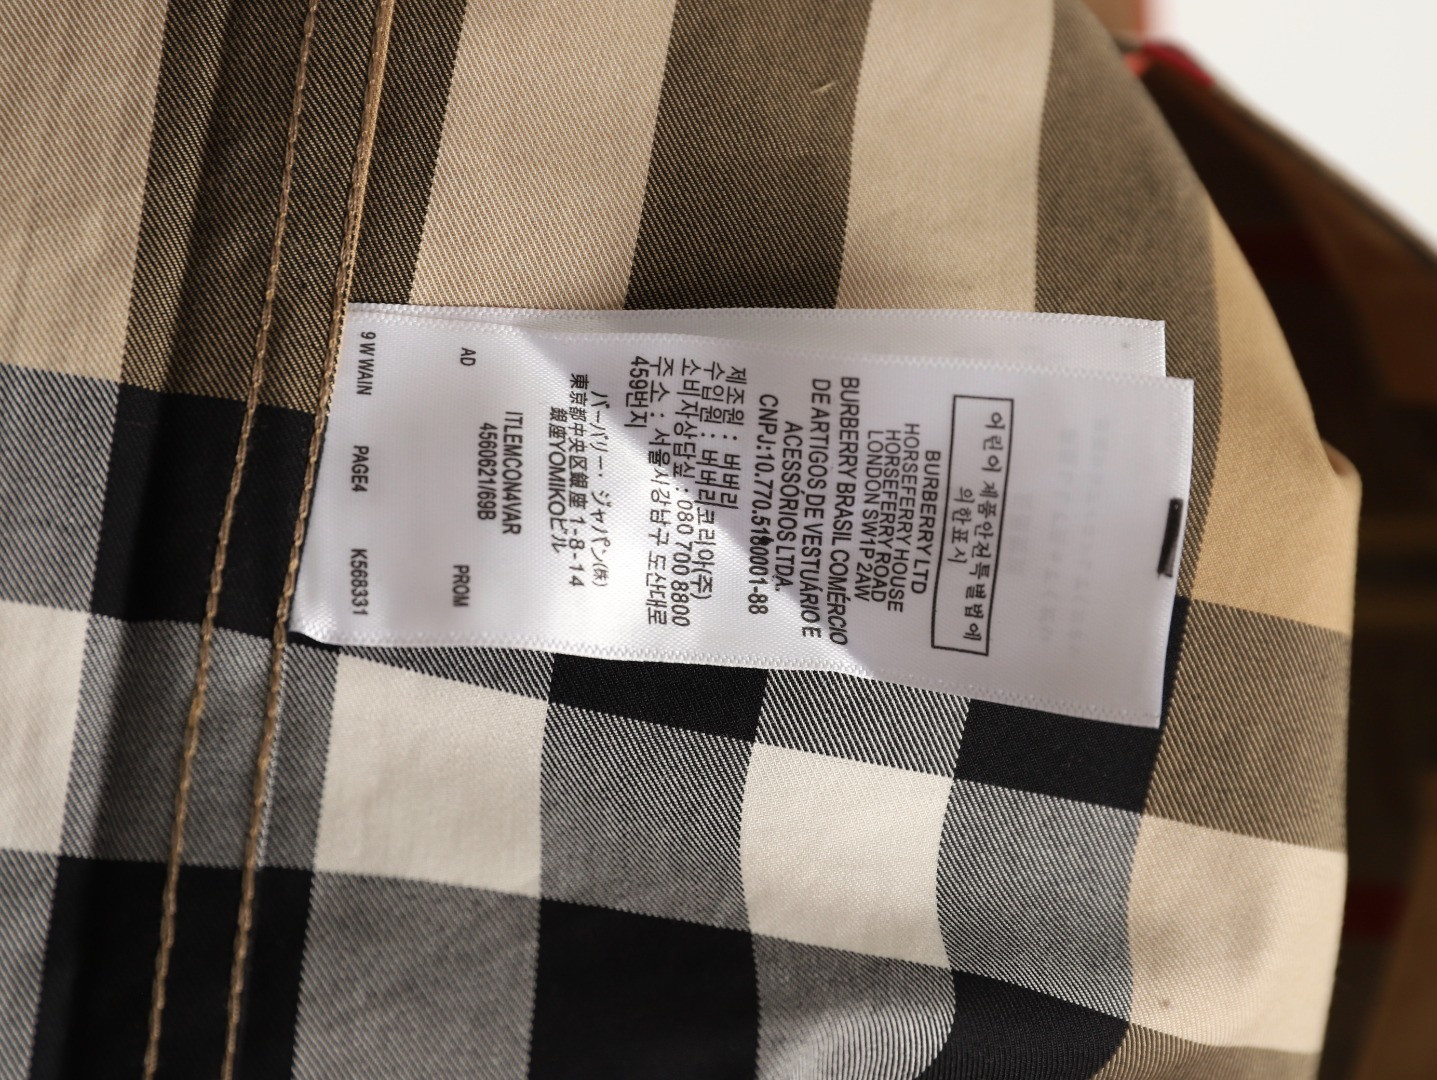 어린이 제품안전특별법에
의한표시
BURBERRY LTD
HORSEFERRY HOUSE
HORSEFERRY ROAD
LONDON SW1P 2AW
BURBERRY BRASIL COMÉRCIO
DE ARTIGOS DE VESTUÁRIO E
ACESSÓRIOS LTDA.
CNPJ:10.770.5180001-88
제조원 : 버버리
수입원 : 버버리코리아(주)
소비자상담실 : 080 700 8800
주소 : 서울시강남구 도산대로
459번지
バーバリー・ジャパン(株)
東京都中央区銀座 1-8-14
銀座YOMIKOビル
ITLEMCON4VAR
4560621/69B
AD PROM
9 WWAIN PAGE4 K568331